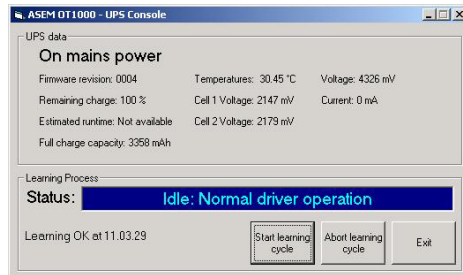 ASEM OT1000 - UPS Console
UPS data
On mains power
Firmware revision: 0004
Temperatures: 30.45 °C
Voltage: 4326 mV
Remaining charge: 100 %
Cell 1 Voltage: 2147 mV
Current: 0 mA
Estimated runtime: Not available
Cell 2 Voltage: 2179 mV
Full charge capacity: 3358 mAh
Learning Process
Status:
Idle: Normal driver operation
Learning OK at 11.03.29
Start learning
cycle
Abort learning
cycle
Exit